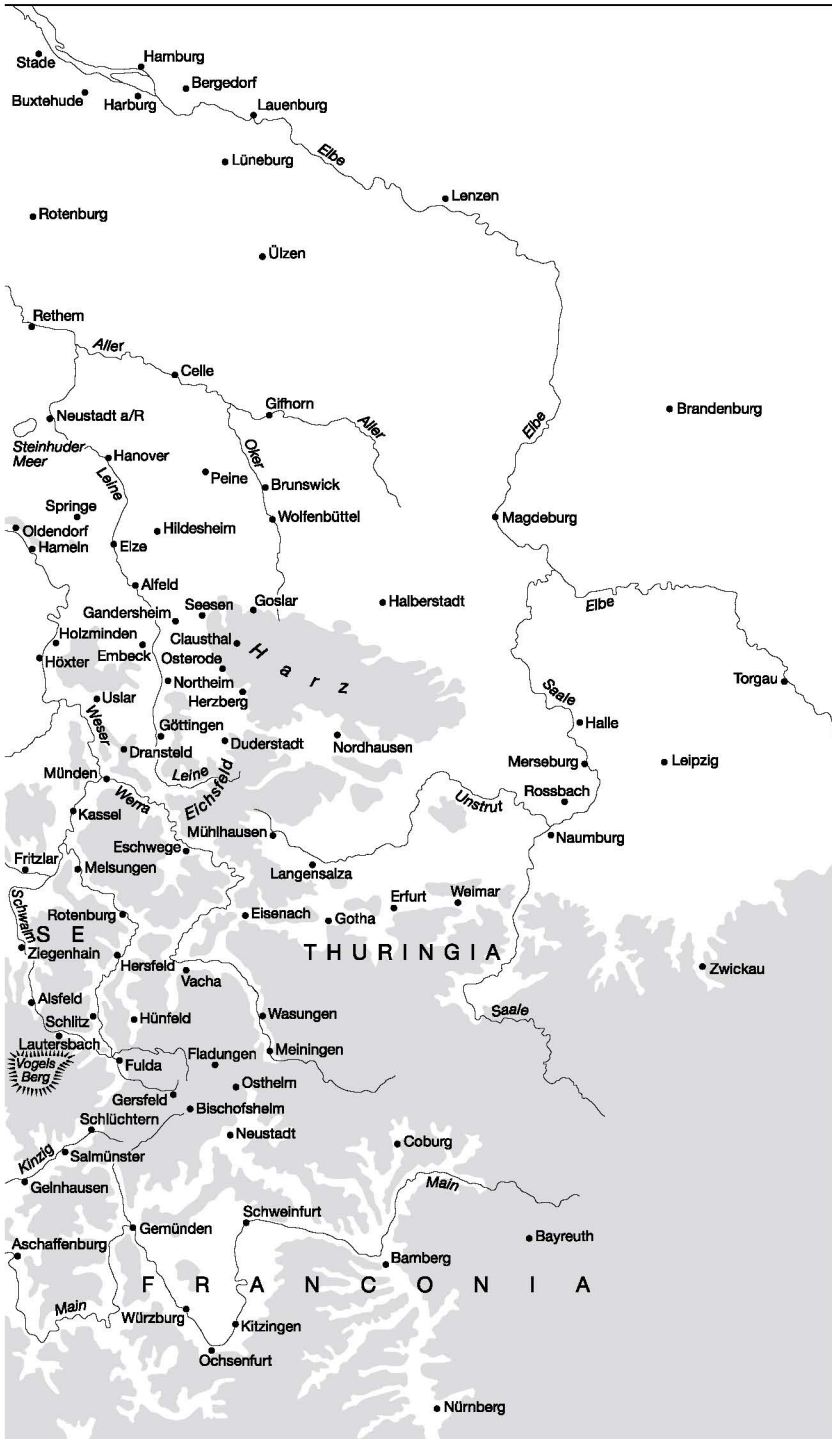 Stade
Hamburg
Bergedorf
Buxtehude
Harburg
Lauenburg
Elbe
Lüneburg
Lenzen
Rotenburg
Ülzen
Rethem
Aller
Celle
Gifhorn
Aller
Brandenburg
Neustadt a/R
Elbe
Steinhuder
Meer
Hanover
Oker
Leine
Peine
Brunswick
Springe
Wolfenbüttel
Magdeburg
Oldendorf
Hildesheim
Hameln
Elze
Alfeld
Halberstadt
Elbe
Seesen
Goslar
Gandersheim
Holzminden
Clausthal
Harz
Embeck
Höxter
Osterode
Northeim
Torgau
Saale
Uslar
Herzberg
Weser
Halle
Göttingen
Duderstadt
Nordhausen
Dransfeld
Merseburg
Leipzig
Münden
Leine
Eichsfeld
Werra
Unstrut
Rossbach
Kassel
Mühlhausen
Naumburg
Eschwege
Fritzlar
Melsungen
Langensalza
Schwalm
Weimar
Erfurt
Rotenburg
Eisenach
Gotha
SE
THURINGIA
Ziegenhain
Hersfeld
Zwickau
Vacha
Alsfeld
Saale
Schlitz
Hünfeld
Wasungen
Lautersbach
Fladungen
Meiningen
Vogels
Berg
Fulda
Ostheim
Gersfeld
Bischofsheim
Schlüchtern
Neustadt
Coburg
Kinzig
Salmünster
Gelnhausen
Main
Schweinfurt
Gemünden
Bayreuth
Aschaffenburg
Bamberg
FRANCONIA
Main
Würzburg
Kitzingen
Ochsenfurt
Nürnberg